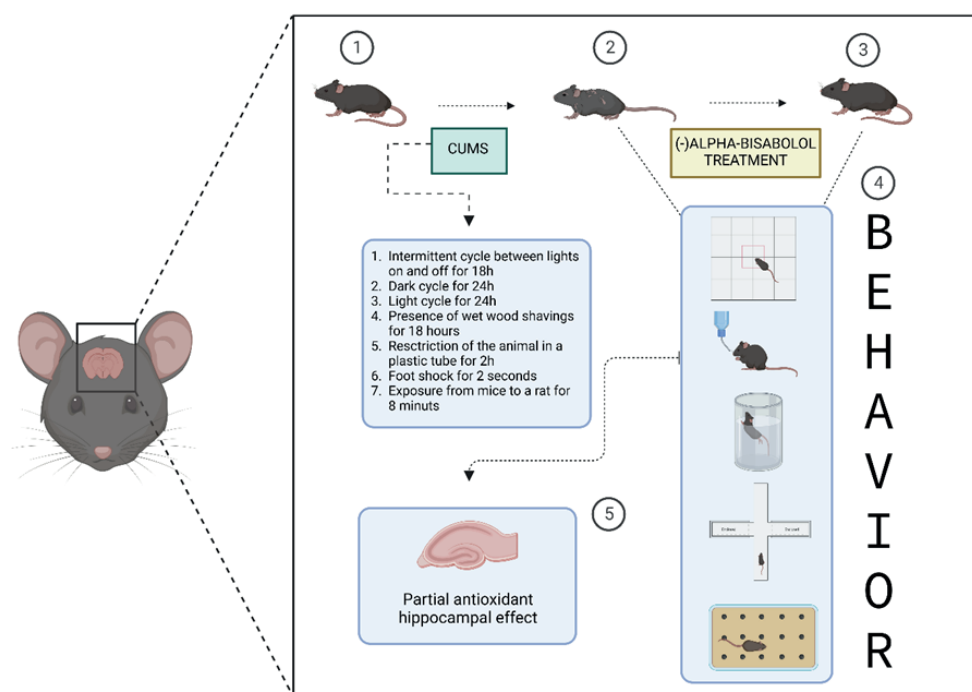 1
2
3
CUMS
(-)ALPHA-BISABOLOL
TREATMENT
4
BEHAVIOR
1. Intermittent cycle between lights
on and off for 18h
2. Dark cycle for 24h
3. Light cycle for 24h
4. Presence of wet wood shavings
for 18 hours
5. Resctriction of the animal in a
plastic tube for 2h
6. Foot shock for 2 seconds
7. Exposure from mice to a rat for
8 minuts
5
Partial antioxidant
hippocampal effect